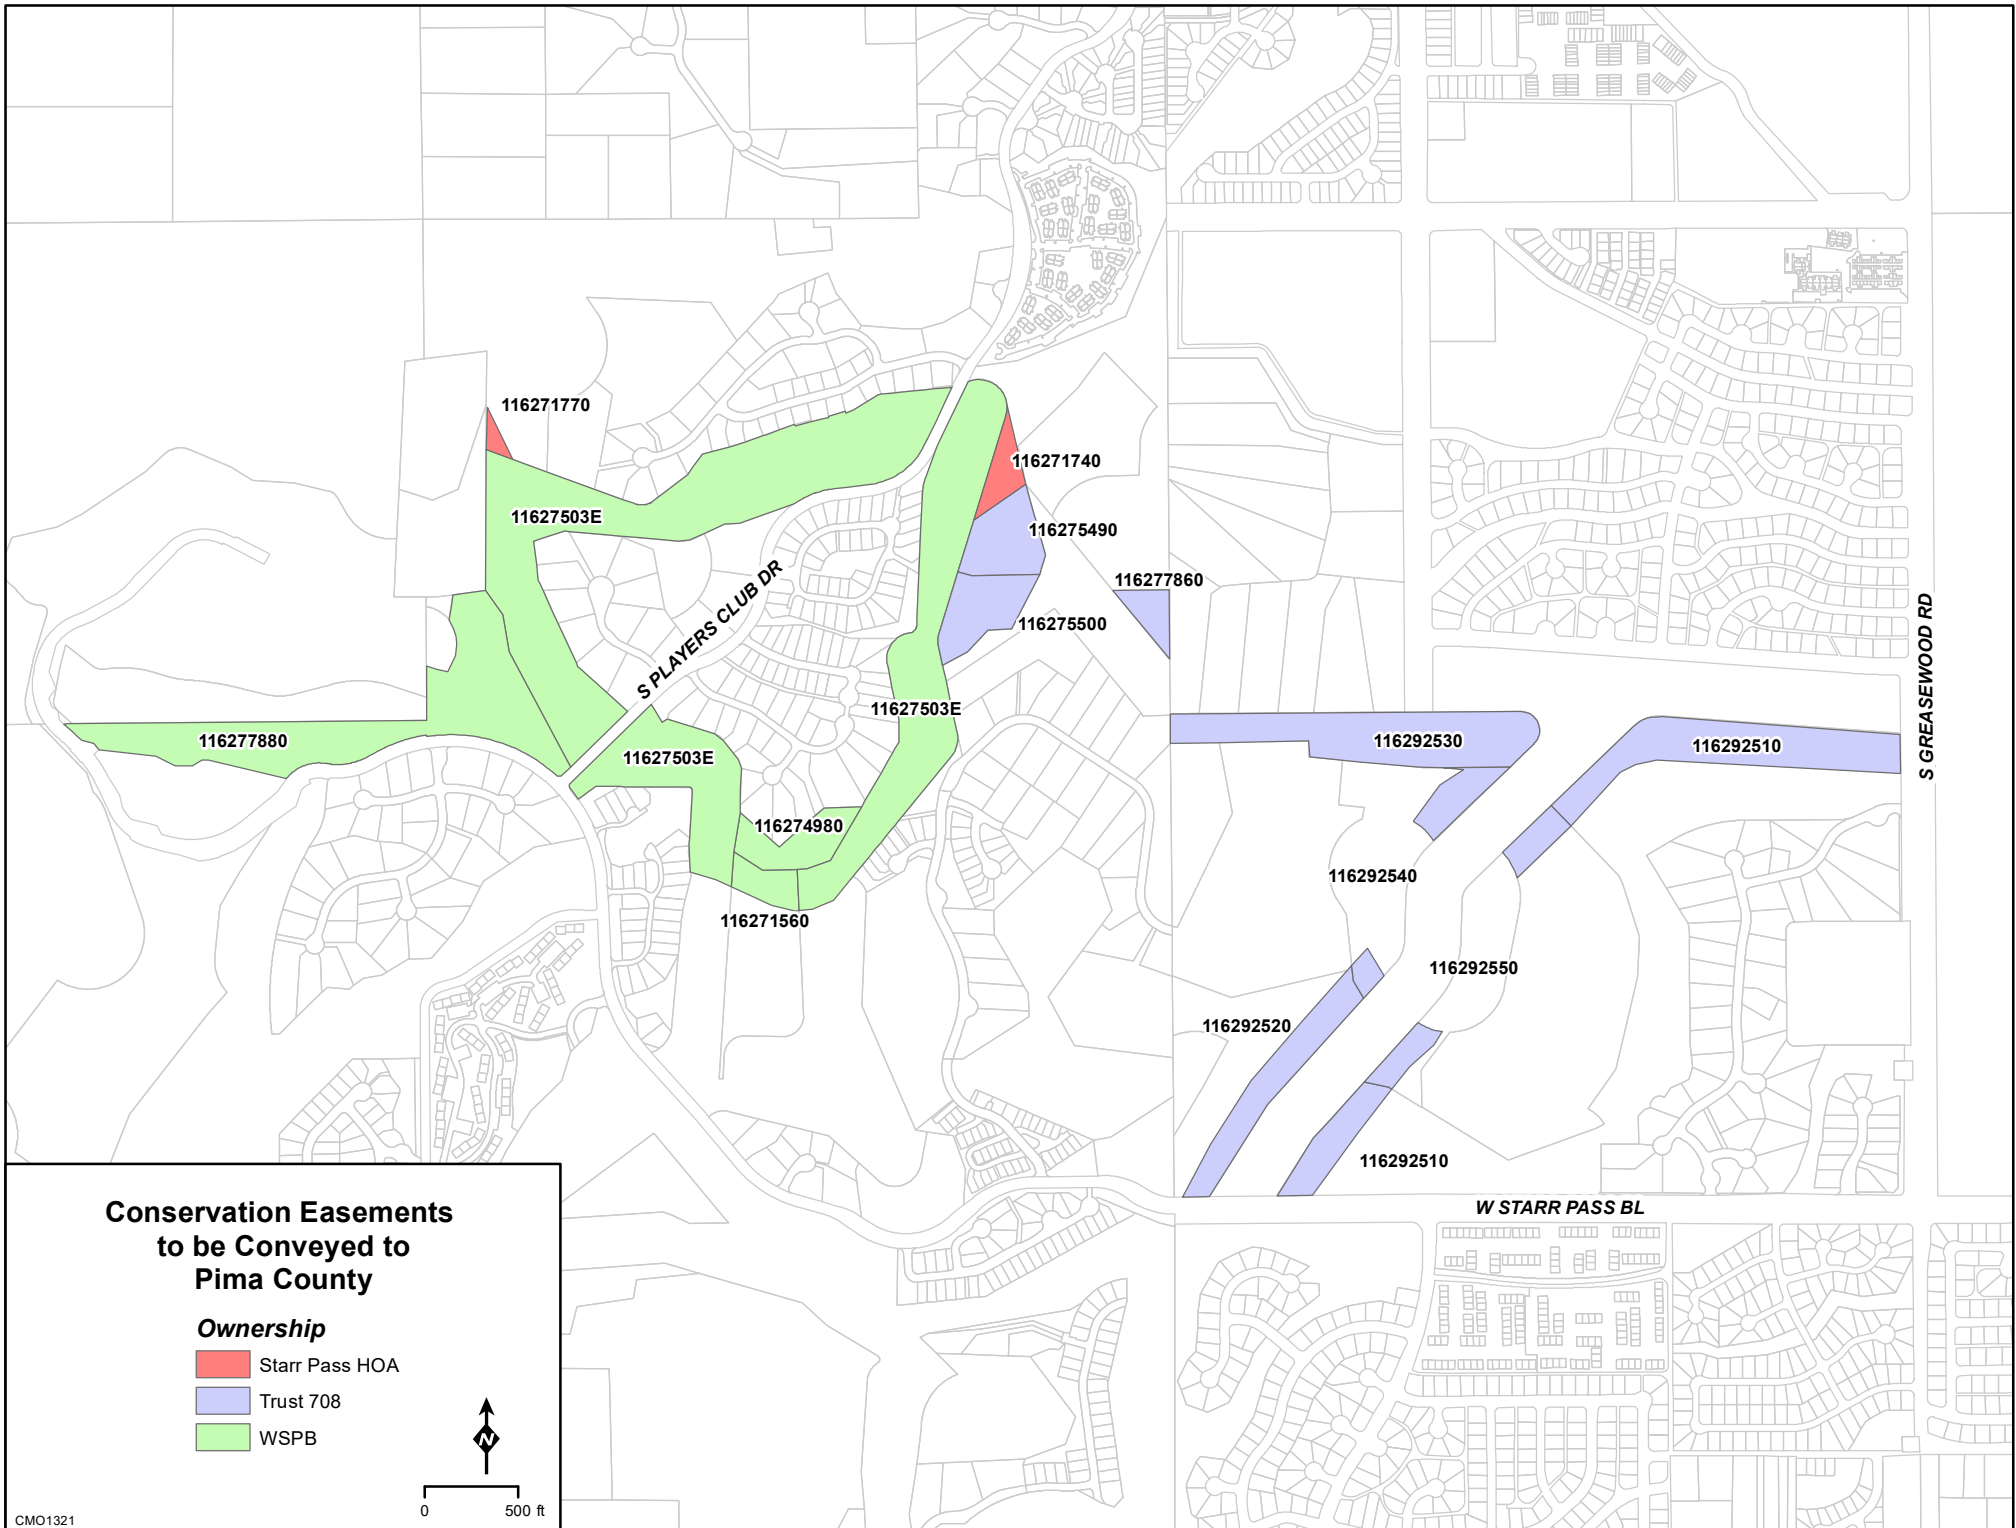 116271770
116271740
11627503E
116275490
116277860
116275500
S PLAYERS CLUB DR
S GREASEWOOD RD
11627503E
116277880
11627503E
116292530
116292510
116274980
116292540
116271560
116292550
116292520
116292510
W STARR PASS BL
Conservation Easements
to be Conveyed to
Pima County
Ownership
Starr Pass HOA
Trust 708
WSPB
N
0 500 ft
CMO1321